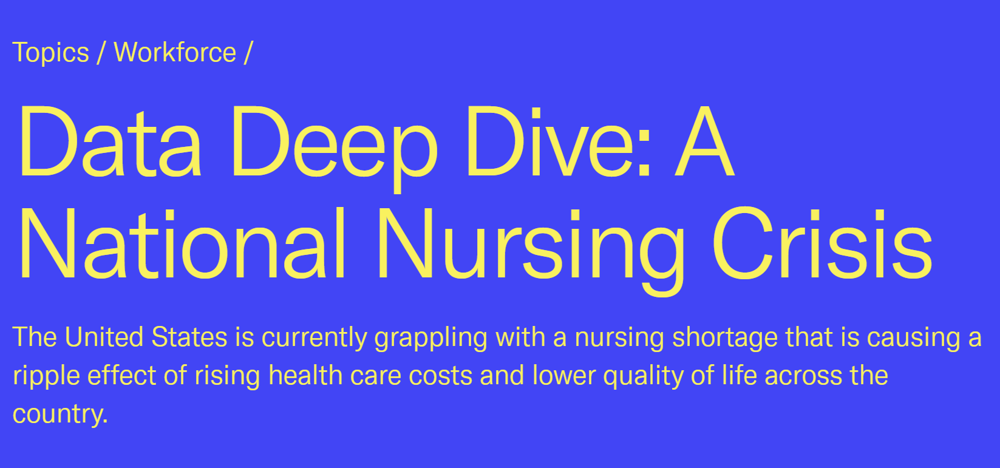 Topics / Workforce /
Data Deep Dive: A
National Nursing Crisis
The United States is currently grappling with a nursing shortage that is causing a
ripple effect of rising health care costs and lower quality of life across the
country.